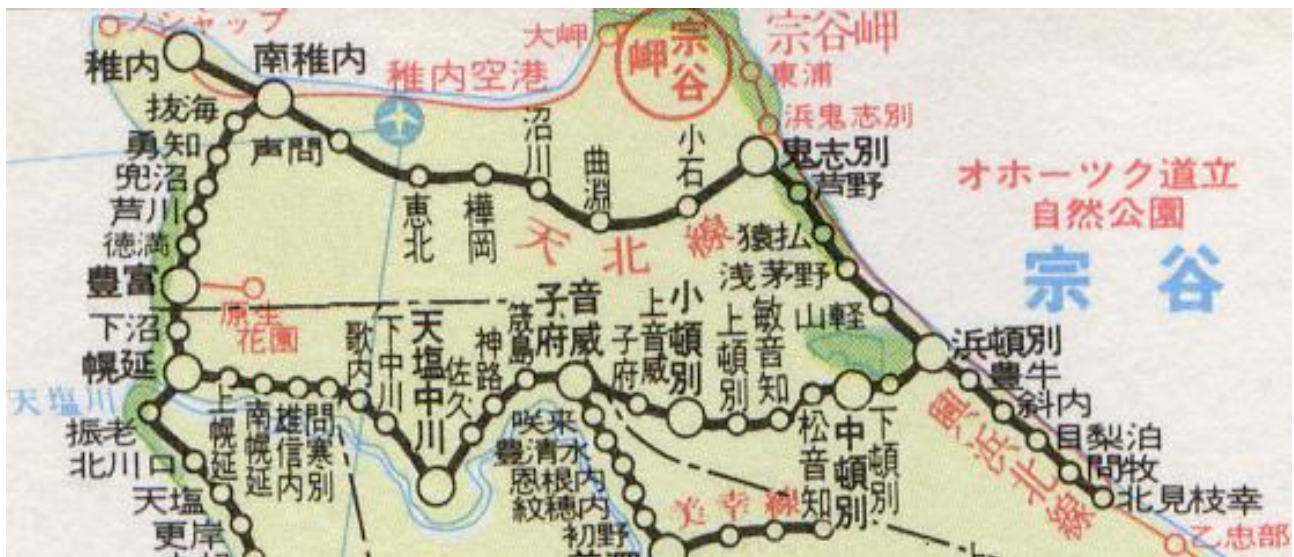 ノシャップ
稚内
南稚内
稚内空港
大岬
宗谷岬
宗谷岬
東浦
浜鬼志別
抜海
勇知
兜沼
芦川
徳満
豊富
下沼
幌延
原生花園
声問
恵北
樺岡
沼川
曲淵
小石
鬼志別
芦野
猿払
浅茅野
山軽
浜頓別
天北線
オホーツク道立
自然公園
宗谷
天塩川
振老
北川口
天塩
更岸
上幌延
南幌延
雄信内
問寒別
歌内
下中川
天塩中川
佐久
神路
筬島
音威子府
咲来
豊清水
恩根内
紋穂内
初野
上音威子府
小頓別
上頓別
敏音知
松音知
中頓別
下頓別
美幸線
豊牛
斜内
目梨泊
問牧
北見枝幸
興浜北線
乙忠部